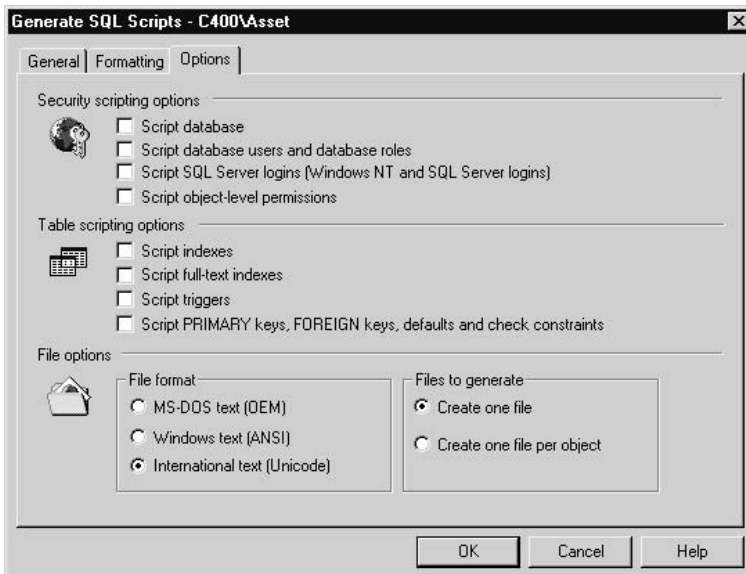 Generate SQL Scripts - C400\Asset
General Formatting Options
Security scripting options
Script database
Script database users and database roles
Script SQL Server logins (Windows NT and SQL Server logins)
Script object-level permissions
Table scripting options
Script indexes
Script full-text indexes
Script triggers
Script PRIMARY keys, FOREIGN keys, defaults and check constraints
File options
File format
MS-DOS text (OEM)
Windows text (ANSI)
International text (Unicode)
Files to generate
Create one file
Create one file per object
OK Cancel Help